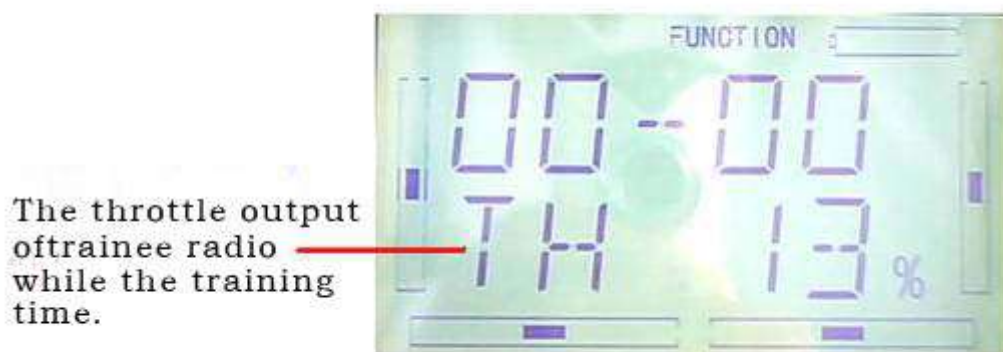 FUNCTION :
00-00
The throttle output
oftrainee radio
while the training
time.
TH 13%